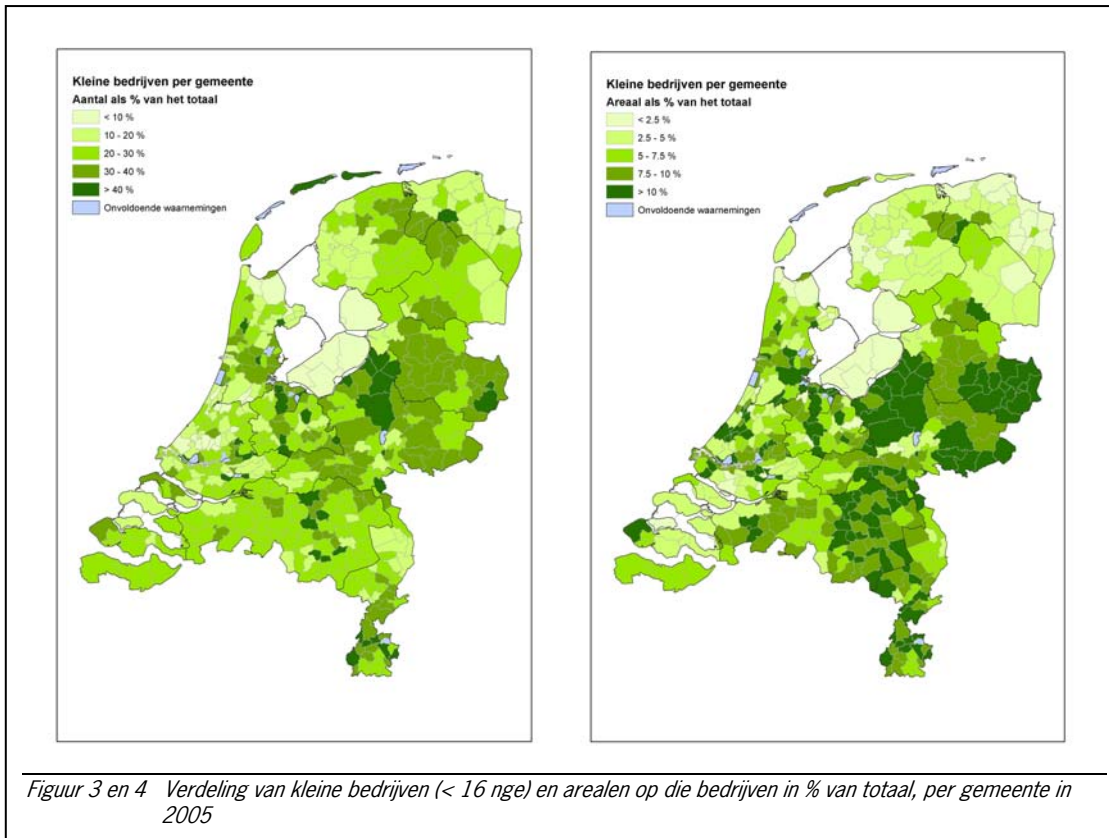 Kleine bedrijven per gemeente
Aantal als % van het totaal
< 10 %
10 - 20 %
20 - 30 %
30 - 40 %
> 40 %
Onvoldoende waarnemingen
Kleine bedrijven per gemeente
Areaal als % van het totaal
< 2.5 %
2.5 - 5 %
5 - 7.5 %
7.5 - 10 %
> 10 %
Onvoldoende waarnemingen
Figuur 3 en 4 Verdeling van kleine bedrijven (< 16 nge) en arealen op die bedrijven in % van totaal, per gemeente in
2005